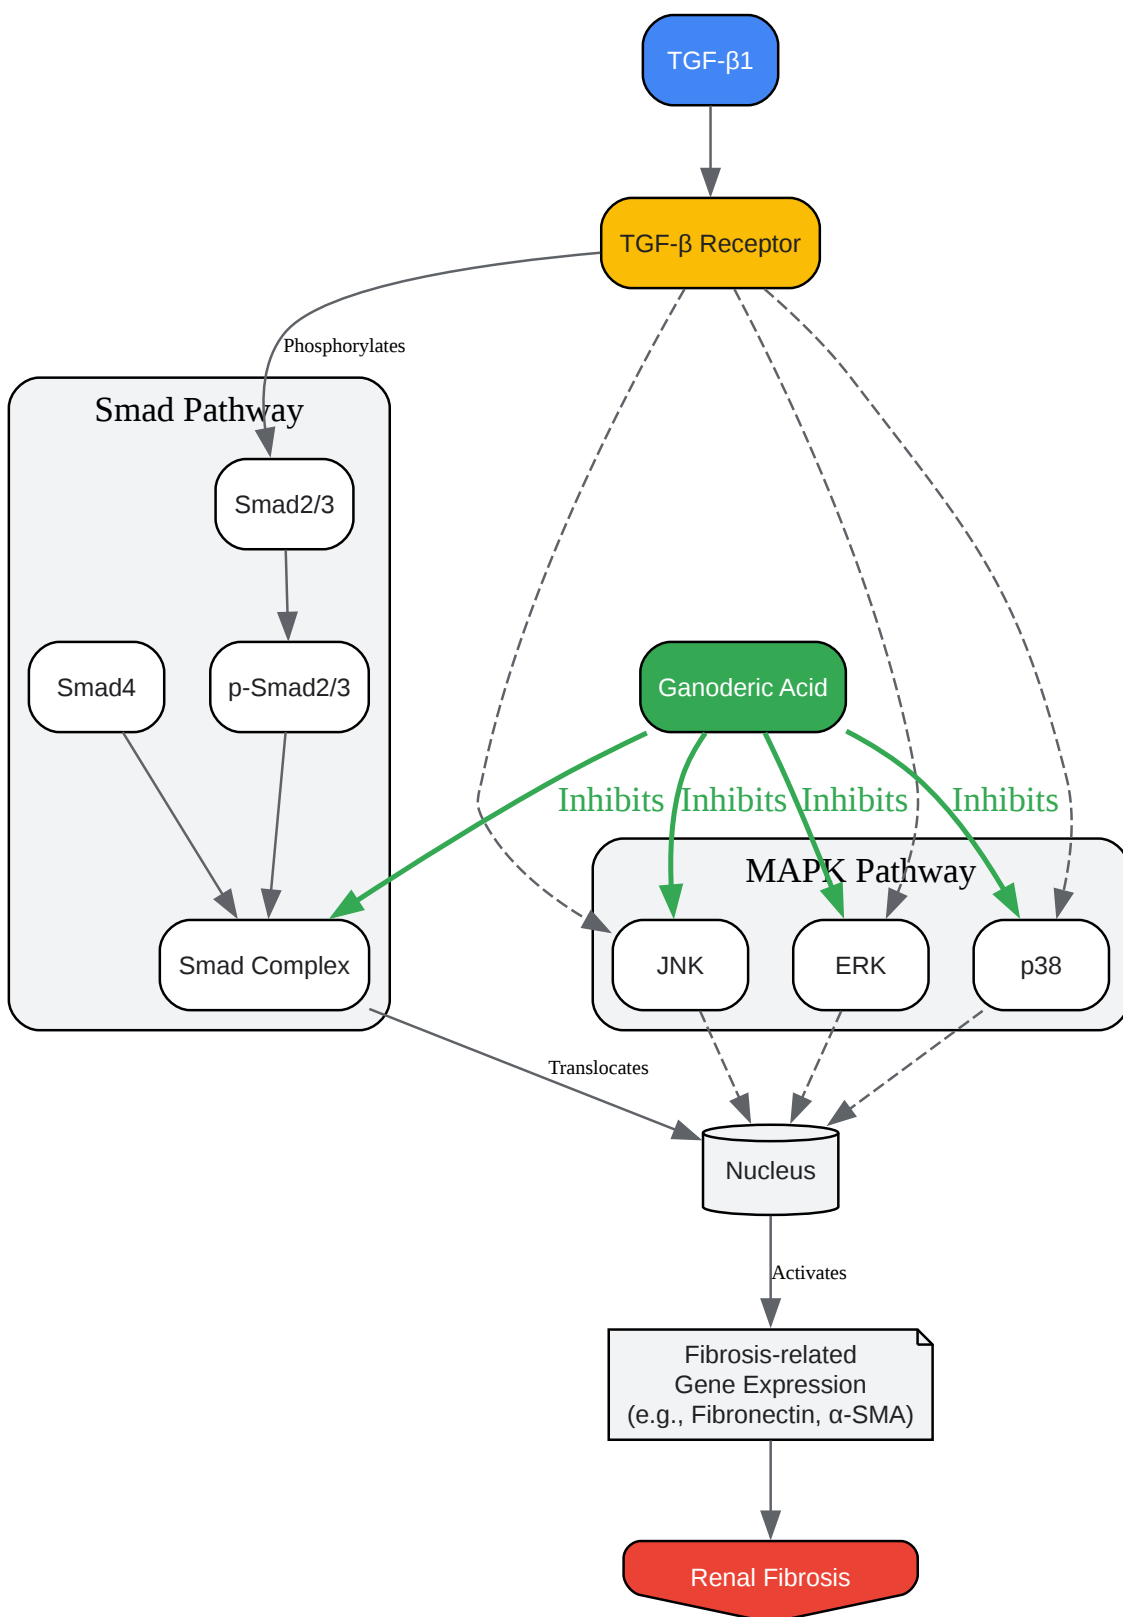 TGF-β1
TGF-β Receptor
Phosphorylates
Smad Pathway
Smad2/3
Smad4
p-Smad2/3
Ganoderic Acid
Inhibits
Inhibits
Inhibits
Inhibits
MAPK Pathway
Smad Complex
JNK
ERK
p38
Translocates
Nucleus
Activates
Fibrosis-related
Gene Expression
(e.g., Fibronectin, α-SMA)
Renal Fibrosis